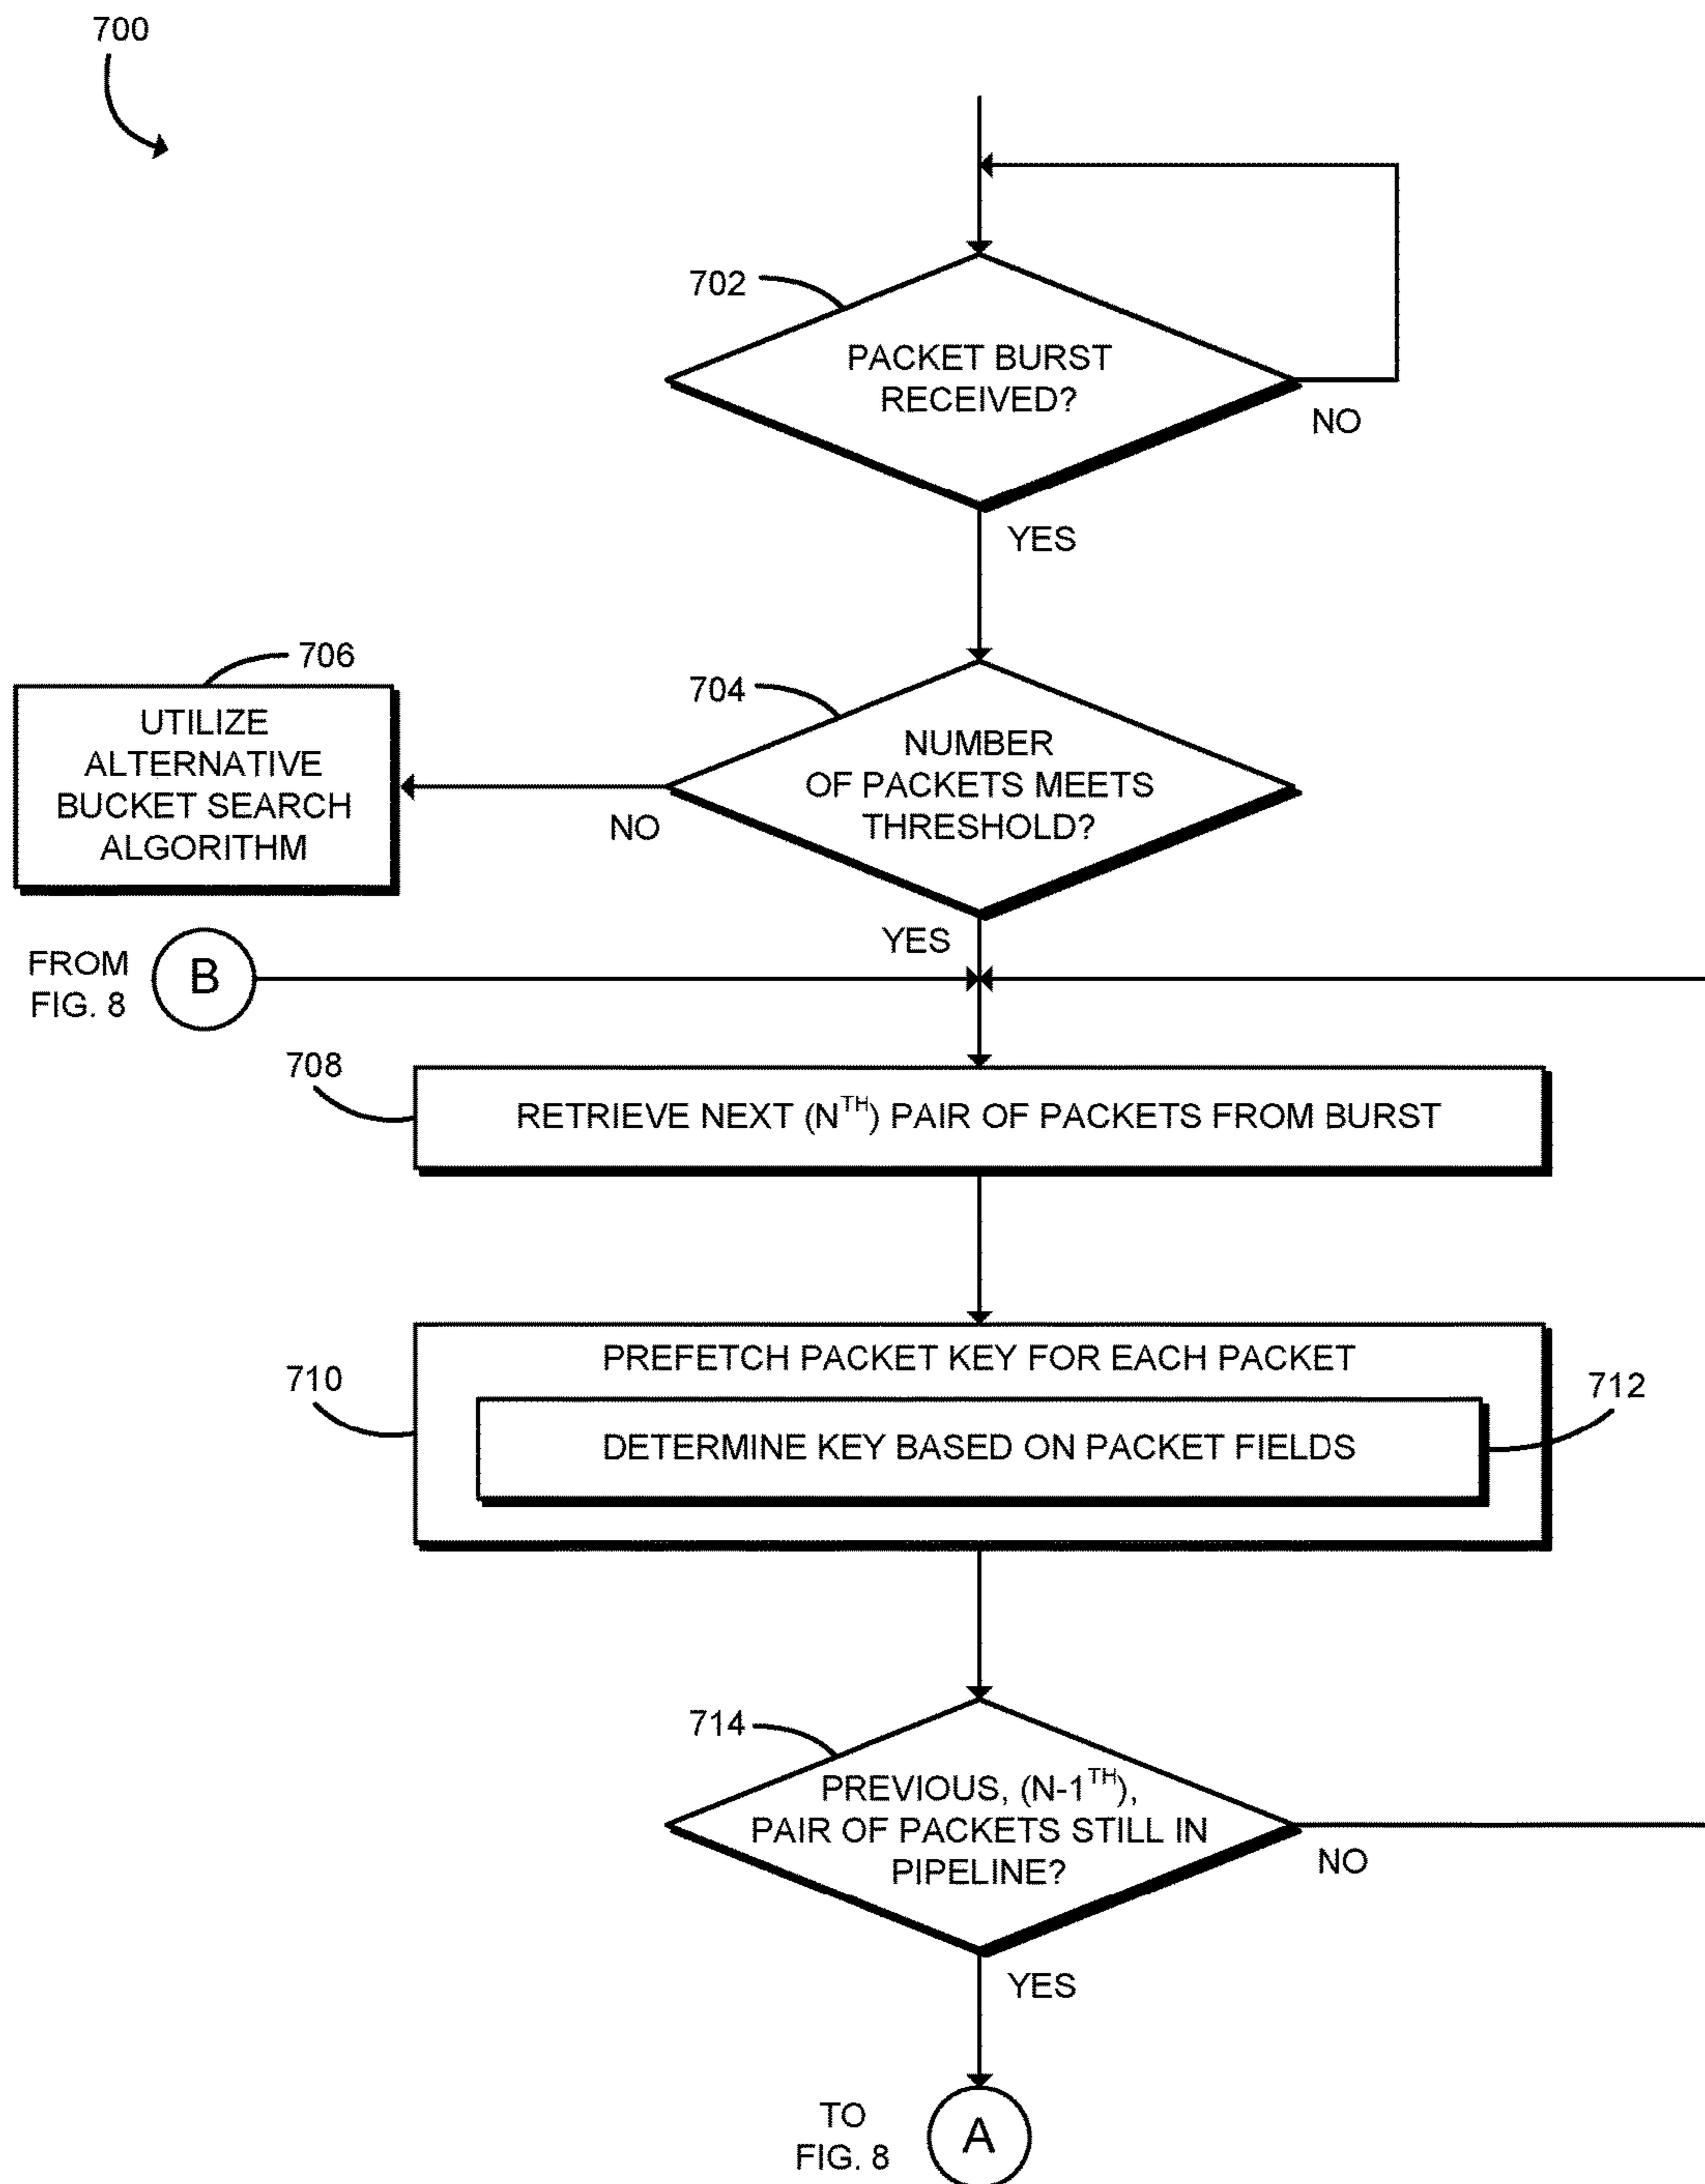 700
702
PACKET BURST
RECEIVED?
NO
YES
706
704
UTILIZE
ALTERNATIVE
BUCKET SEARCH
ALGORITHM
NUMBER
OF PACKETS MEETS
THRESHOLD?
NO
YES
FROM
FIG. 8
B
708
RETRIEVE NEXT (NTH) PAIR OF PACKETS FROM BURST
710
PREFETCH PACKET KEY FOR EACH PACKET
712
DETERMINE KEY BASED ON PACKET FIELDS
714
PREVIOUS, (N-1TH),
PAIR OF PACKETS STILL IN
PIPELINE?
NO
YES
TO
FIG. 8
A